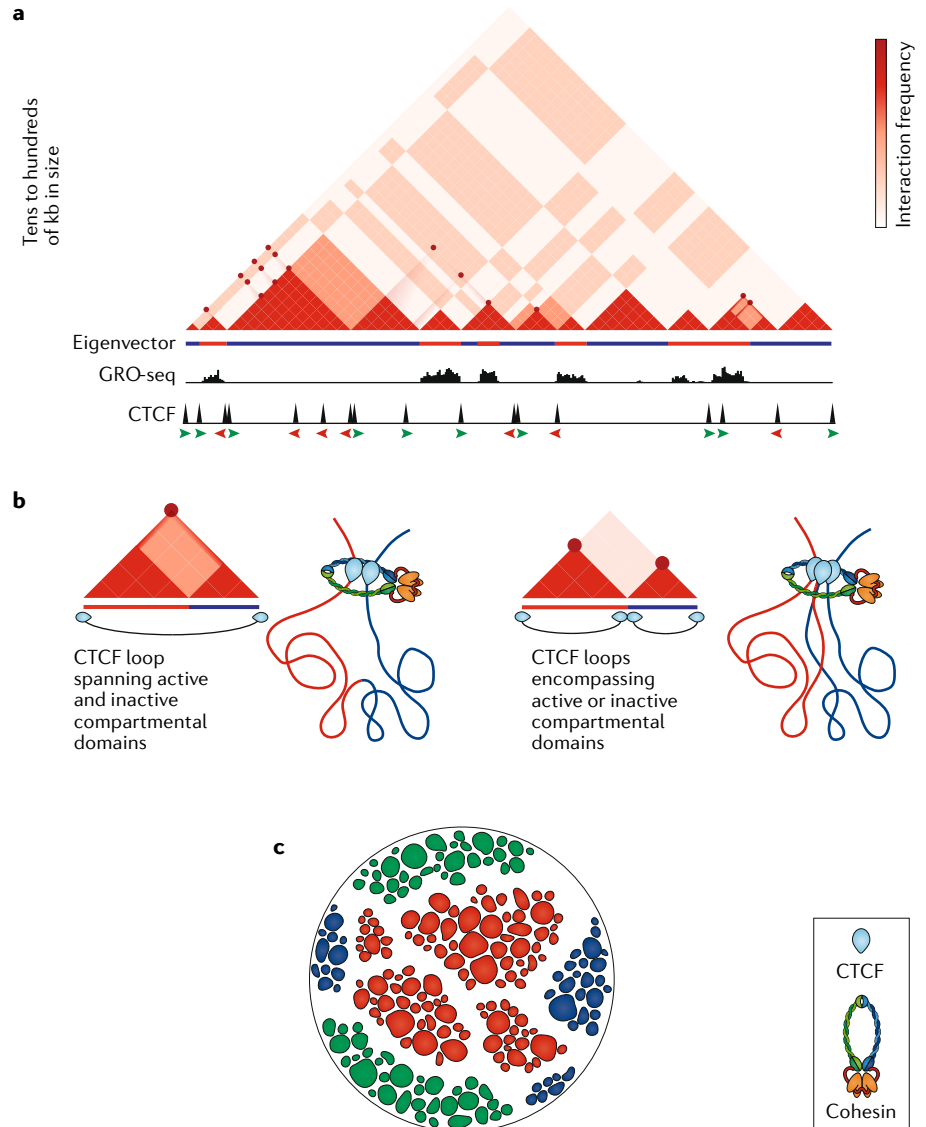 a
Tens to hundreds
of kb in size
Interaction frequency
Eigenvector
GRO-seq
CTCF
b
CTCF loop
spanning active
and inactive
compartmental
domains
CTCF loops
encompassing
active or inactive
compartmental
domains
c
CTCF
Cohesin